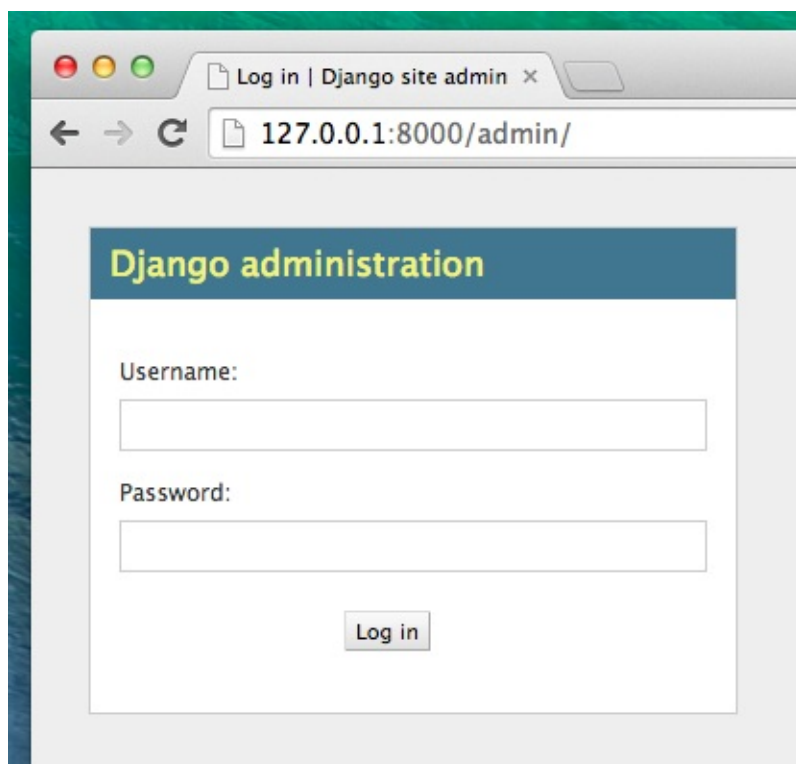 Log in | Django site admin
127.0.0.1:8000/admin/
Django administration
Username:
Password:
Log in